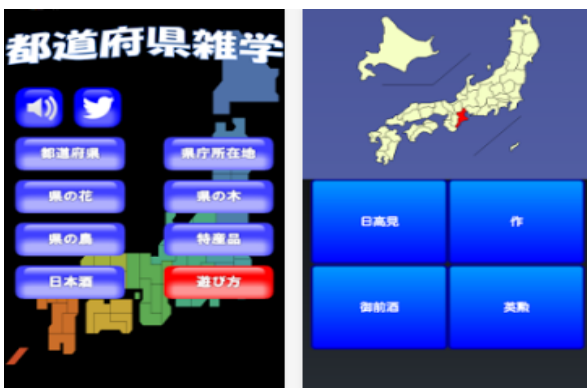 都道府県雑学
都道府県
県庁所在地
県の花
県の木
県の鳥
特産品
日本酒
遊び方
日高見
作
御前酒
英勲